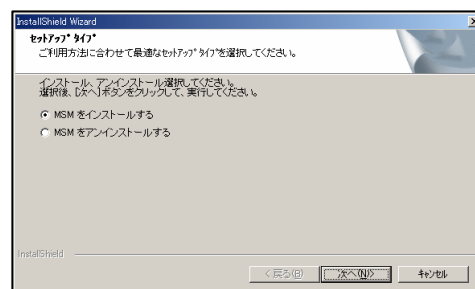 InstallShield Wizard
セットアップ タイプ
ご利用方法に合わせて最適なセットアップ タイプを選択してください。
インストール、アンインストール選択してください。
選択後、[次へ]ボタンをクリックして、実行してください。
MSM をインストールする
MSM をアンインストールする
InstallShield
< 戻る(B)
次へ(N)>
キャンセル